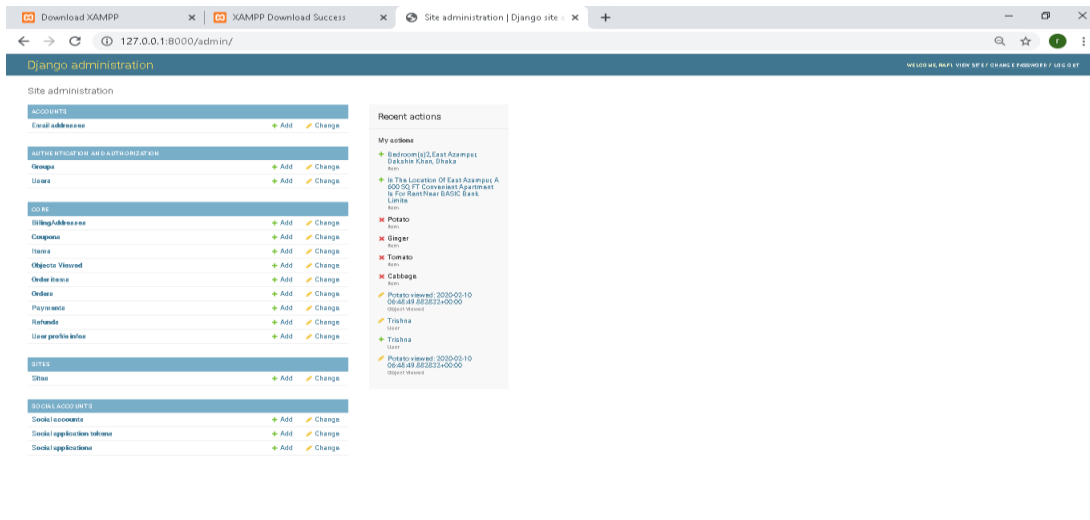 Download XAMPP
XAMPP Download Success
Site administration | Django site
127.0.0.1:8000/admin/
r
Django administration
WELCOME, RAFI. VIEW SITE / CHANGE PASSWORD / LOG OUT
Site administration
ACCOUNTS
Email addresses + Add Change
AUTHENTICATION AND AUTHORIZATION
Groups + Add Change
Users + Add Change
CORE
BillingAddresses + Add Change
Coupons + Add Change
Items + Add Change
Objects Viewed + Add Change
Order items + Add Change
Orders + Add Change
Payments + Add Change
Refunds + Add Change
User profile infos + Add Change
SITES
Sites + Add Change
SOCIAL ACCOUNTS
Social accounts + Add Change
Social application tokens + Add Change
Social applications + Add Change
Recent actions
My actions
Bedroom(s)2,East Azampur,
Dakshin Khan, Dhaka
Item
In The Location Of East Azampur, A
600 SQ FT Convenient Apartment
Is For Rent Near BASIC Bank
Limite
Item
Potato
Item
Ginger
Item
Tomato
Item
Cabbage
Item
Potato viewed: 2020-02-10
06:48:49.882832+00:00
Object Viewed
Trishna
User
Trishna
User
Potato viewed: 2020-02-10
06:48:49.882832+00:00
Object Viewed